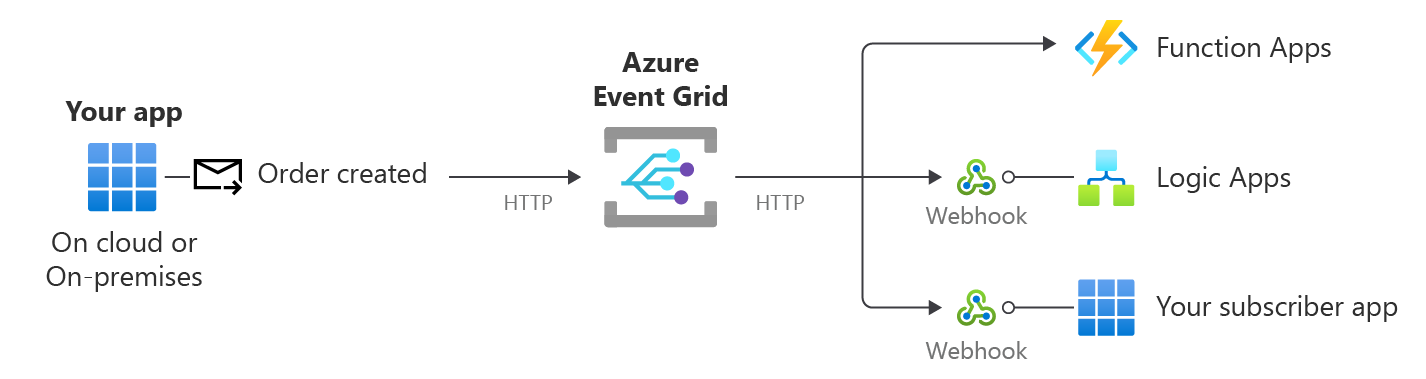 Your app
On cloud or
On-premises
Order created
HTTP
Azure
Event Grid
HTTP
Function Apps
Webhook
Logic Apps
Webhook
Your subscriber app